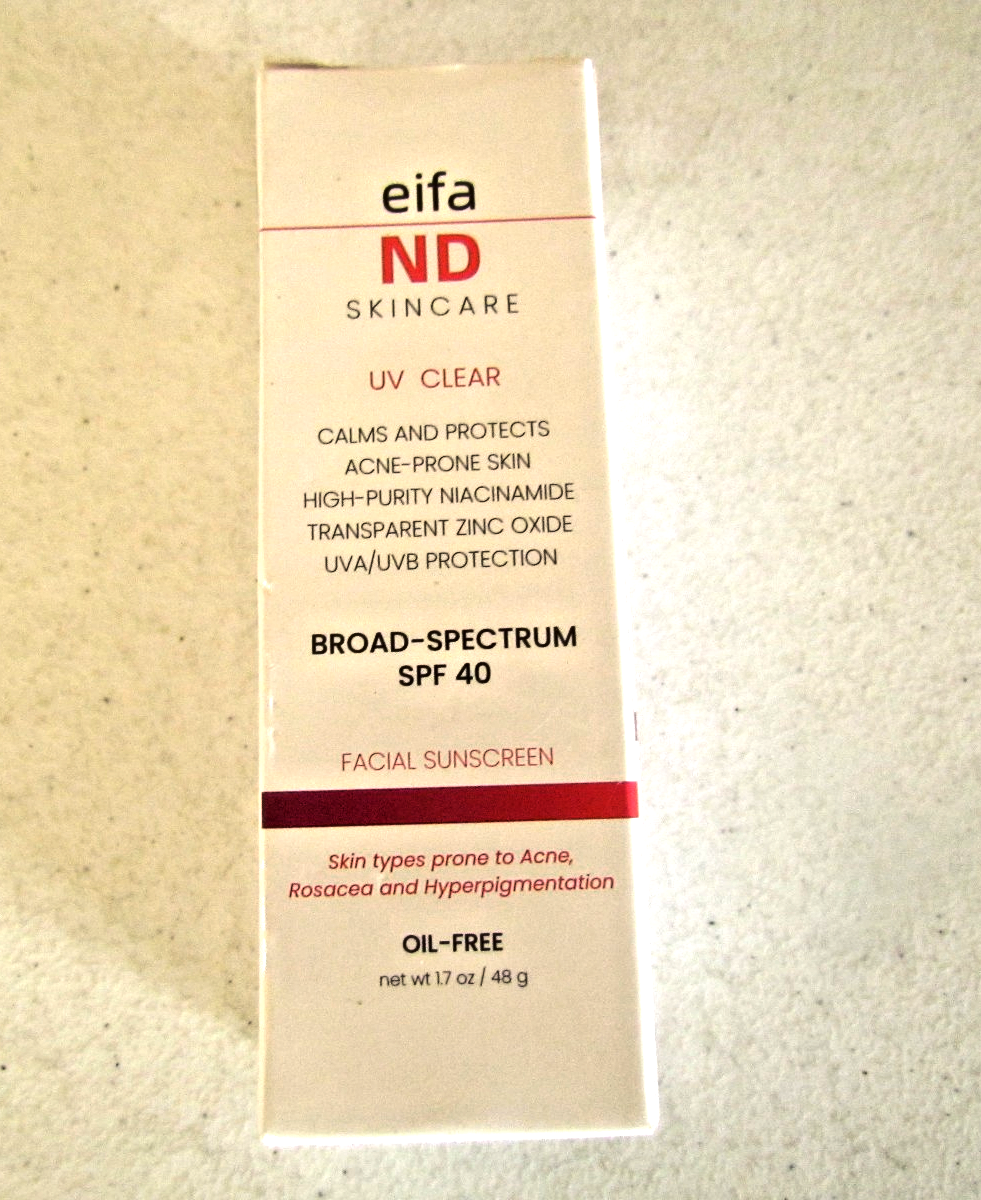 eifa
ND
SKINCARE
UV CLEAR
CALMS AND PROTECTS
ACNE-PRONE SKIN
HIGH-PURITY NIACINAMIDE
TRANSPARENT ZINC OXIDE
UVA/UVB PROTECTION
BROAD-SPECTRUM
SPF 40
FACIAL SUNSCREEN
Skin types prone to Acne,
Rosacea and Hyperpigmentation
OIL-FREE
net wt 1.7 oz / 48 g